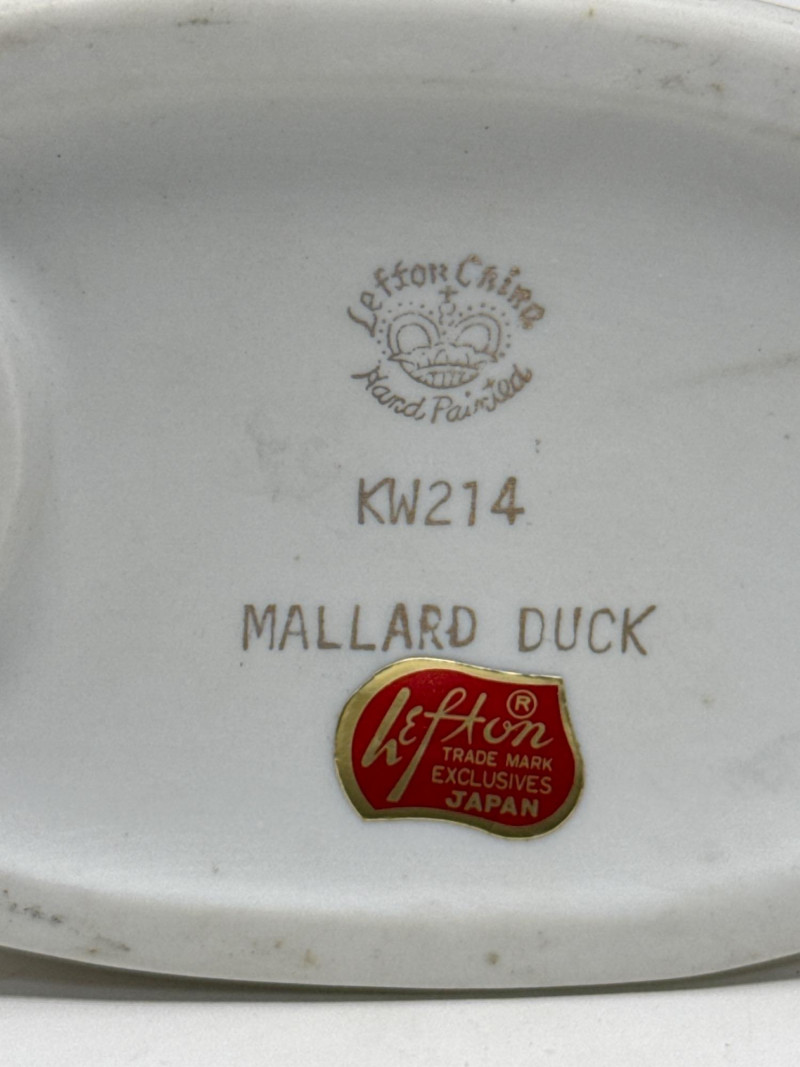 Lefton China
Hand Painted
KW214
MALLARD DUCK
Lefton ®
TRADE MARK
EXCLUSIVES
JAPAN